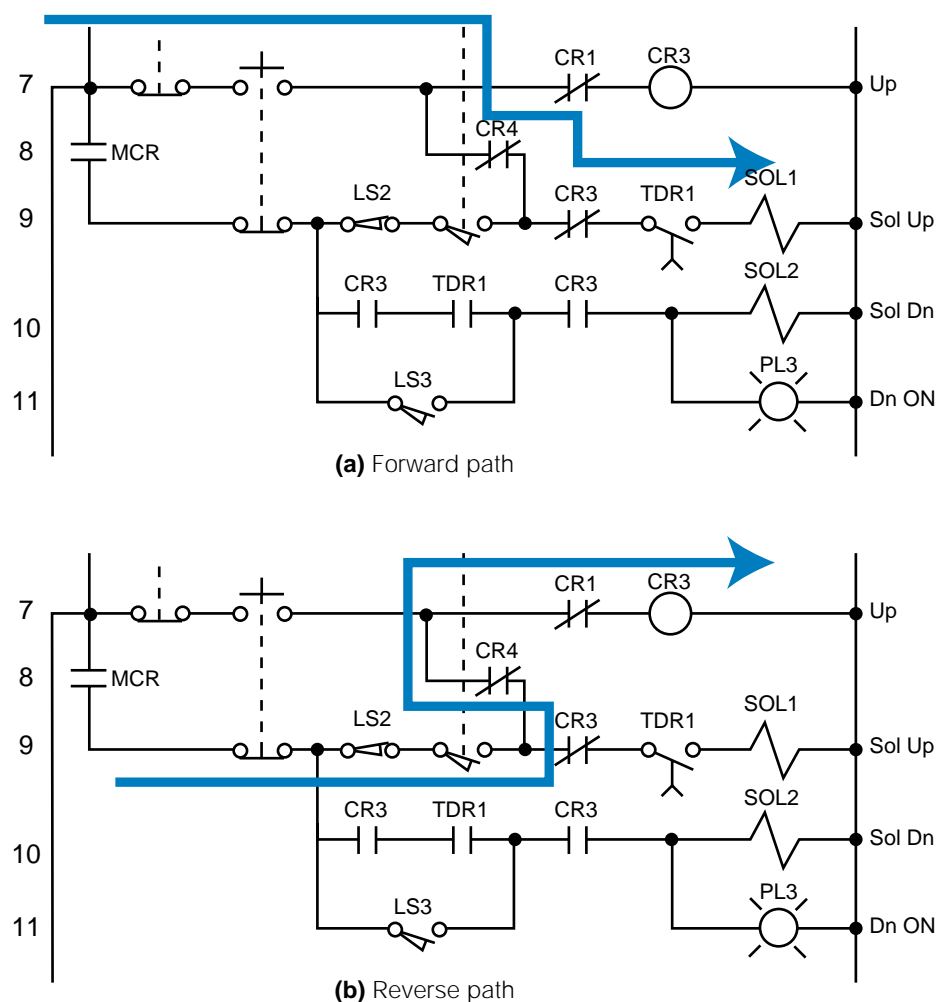 CR1 CR3
7 Up
CR4
8 MCR
SOL1
LS2 CR3 TDR1
9 Sol Up
SOL2
CR3 TDR1 CR3
10 Sol Dn
PL3
LS3
11 Dn ON
(a) Forward path
CR1 CR3
7 Up
CR4
8 MCR
SOL1
LS2 CR3 TDR1
9 Sol Up
SOL2
CR3 TDR1 CR3
10 Sol Dn
PL3
LS3
11 Dn ON
(b) Reverse path